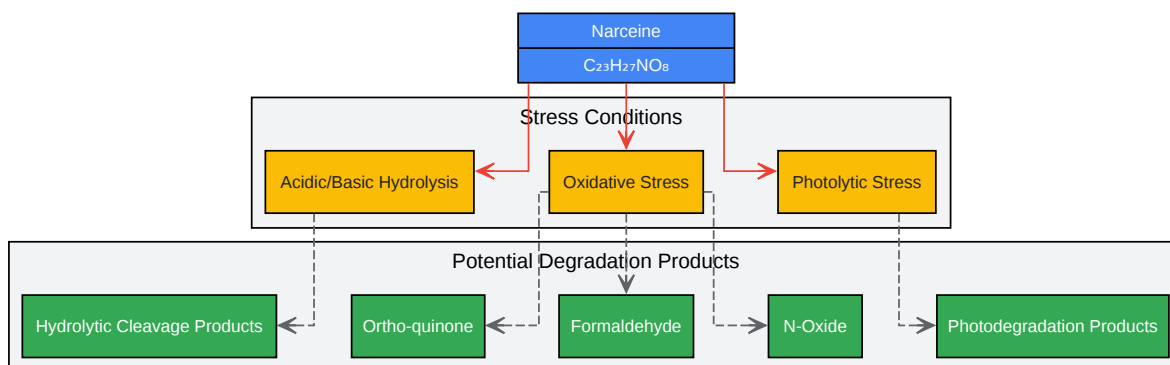 Narceine
C₂₃H₂₇NO₈
Stress Conditions
Acidic/Basic Hydrolysis
Oxidative Stress
Photolytic Stress
Potential Degradation Products
Hydrolytic Cleavage Products
Ortho-quinone
Formaldehyde
N-Oxide
Photodegradation Products